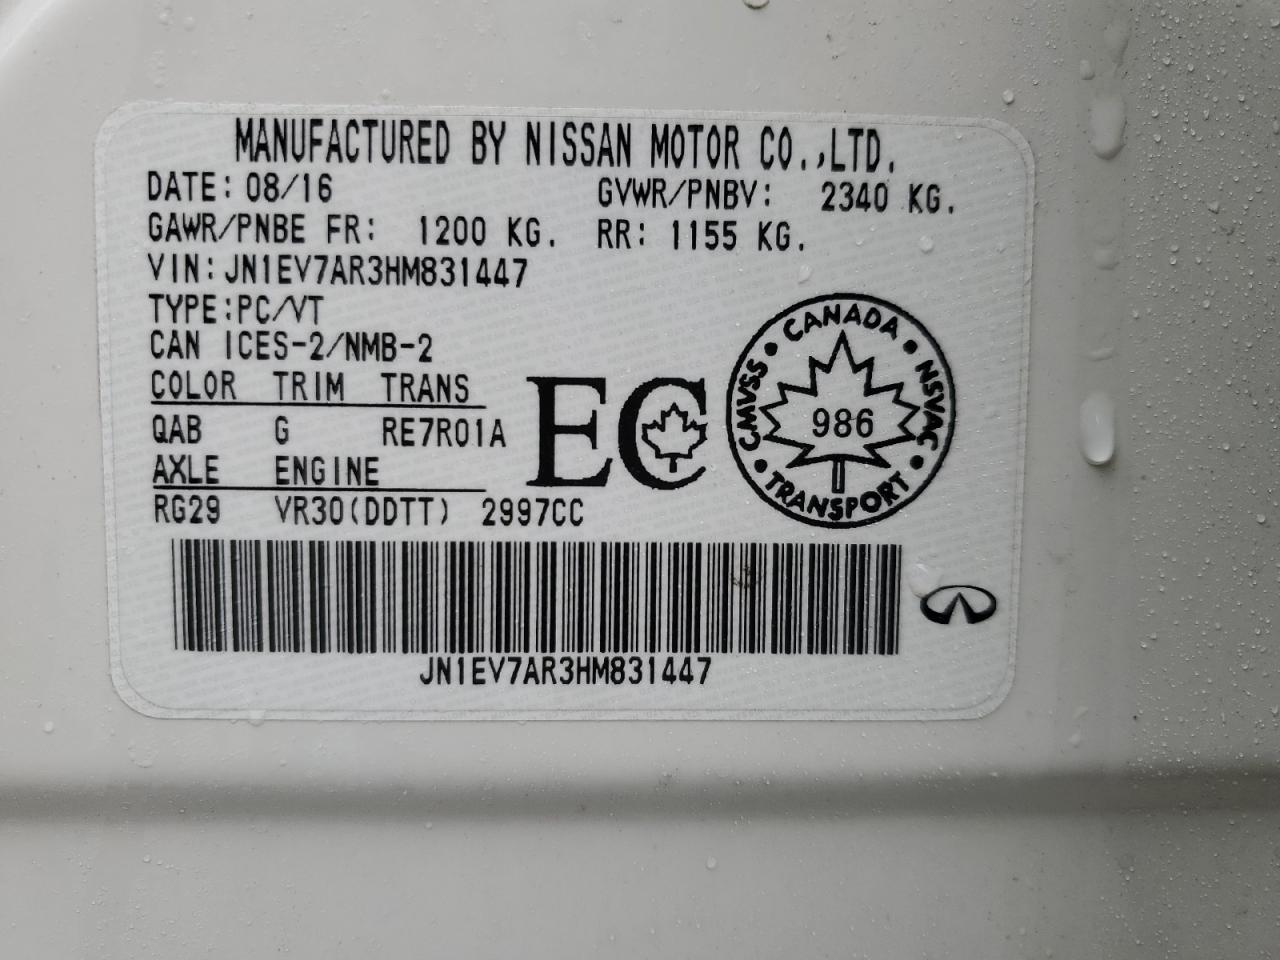 MANUFACTURED BY NISSAN MOTOR CO.,LTD.
DATE: 08/16 GVWR/PNBV: 2340 KG.
GAWR/PNBE FR: 1200 KG. RR: 1155 KG.
VIN: JN1EV7AR3HM831447
TYPE:PC/VT
CAN ICES-2/NMB-2
COLOR TRIM TRANS
QAB G RE7R01A
AXLE ENGINE
RG29 VR30(DDTT) 2997CC
EC
CANADA
CMVSS • NSVAC
986
TRANSPORT
JN1EV7AR3HM831447